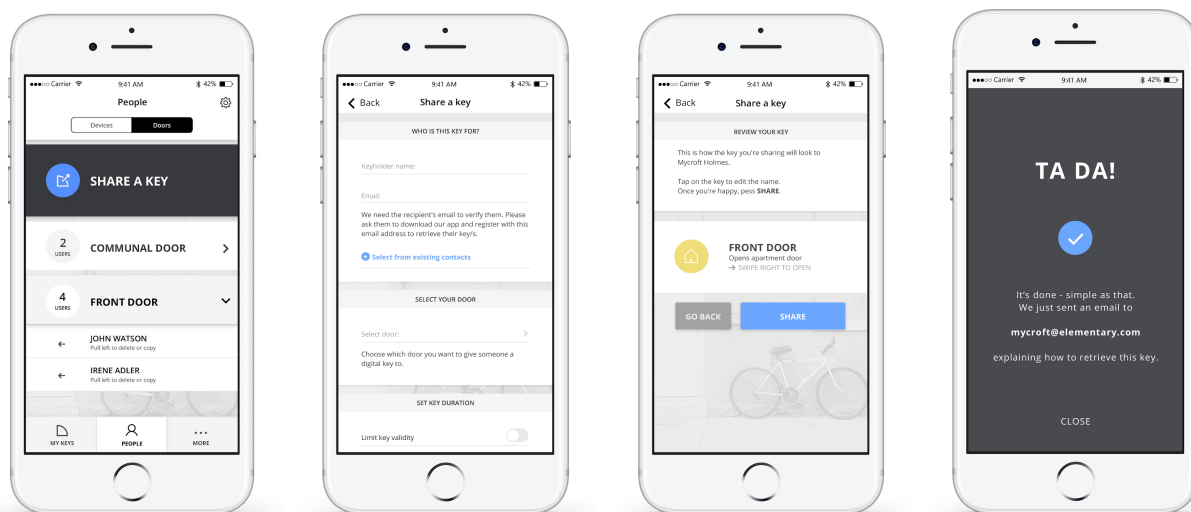 ●●●○○ Carrier 9:41 AM 42%
People
Devices Doors
SHARE A KEY
2
USERS
COMMUNAL DOOR
4
USERS
FRONT DOOR
JOHN WATSON
Pull left to delete or copy
IRENE ADLER
Pull left to delete or copy
MY KEYS PEOPLE MORE
●●●○○ Carrier 9:41 AM 42%
Back Share a key
WHO IS THIS KEY FOR?
Keyholder name:
Email:
We need the recipient's email to verify them. Please
ask them to download our app and register with this
email address to retrieve their key/s.
Select from existing contacts
SELECT YOUR DOOR
Select door:
Choose which door you want to give someone a
digital key to.
SET KEY DURATION
Limit key validity
●●●○○ Carrier 9:41 AM 42%
Back Share a key
REVIEW YOUR KEY
This is how the key you're sharing will look to
Mycroft Holmes.
Tap on the key to edit the name.
Once you're happy, pess SHARE.
FRONT DOOR
Opens apartment door
→ SWIPE RIGHT TO OPEN
GO BACK SHARE
●●●○○ Carrier 9:41 AM 42%
TA DA!
It's done - simple as that.
We just sent an email to
mycroft@elementary.com
explaining how to retrieve this key.
CLOSE